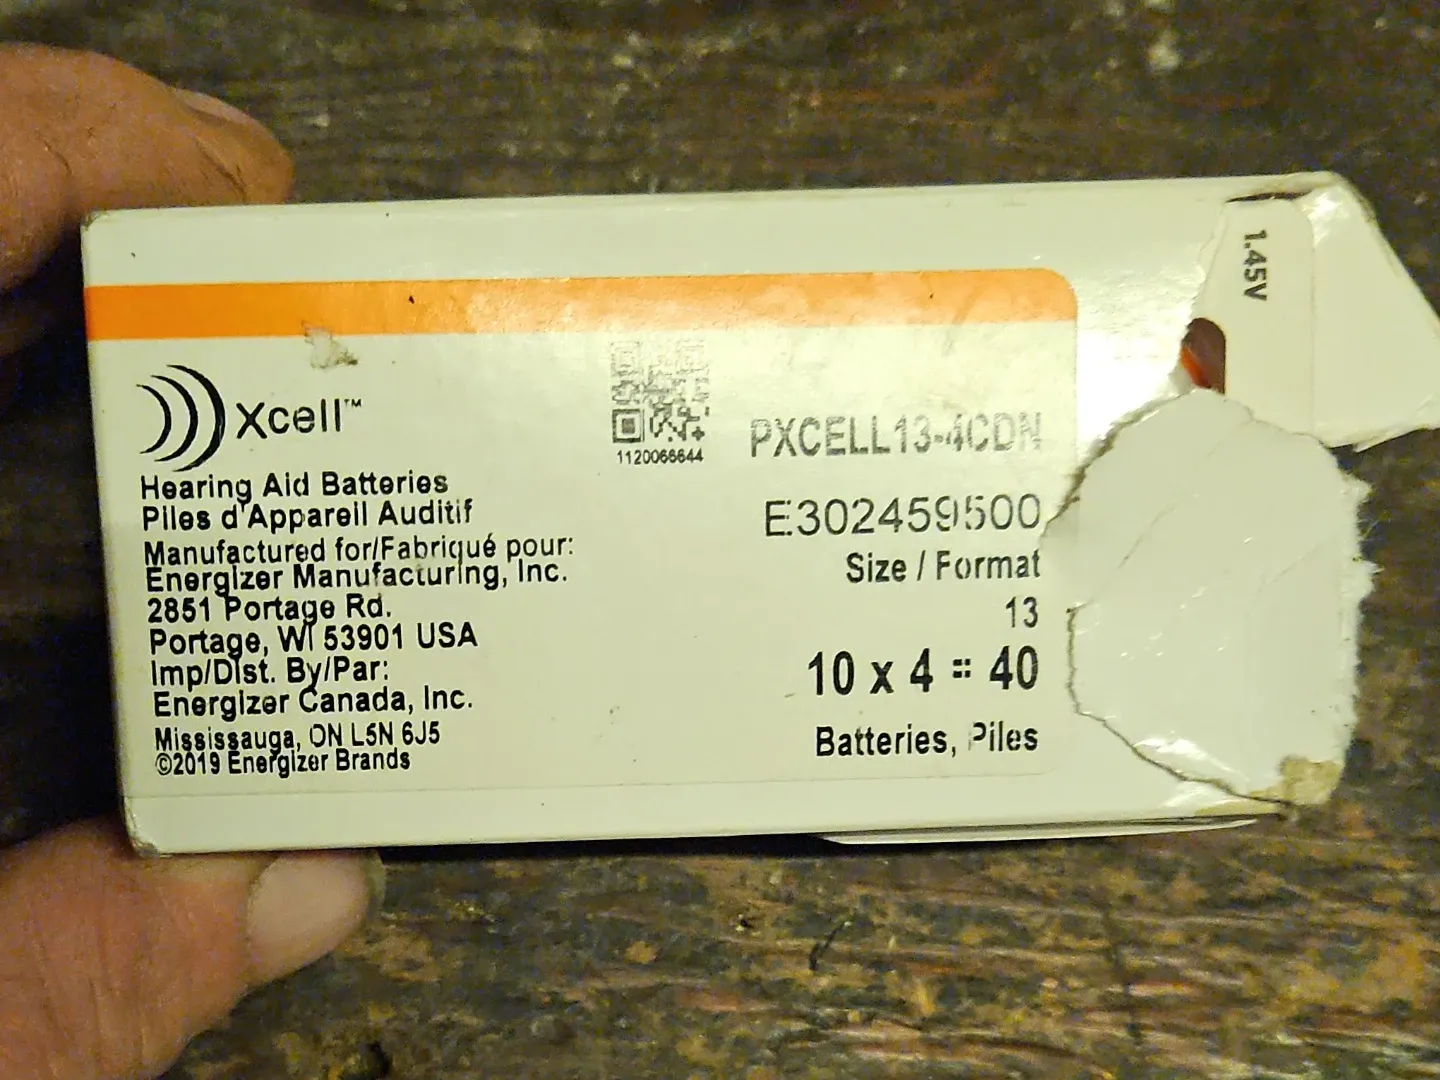 1.45V
Xcell™
1120066644
PXCELL13-4CDN
Hearing Aid Batteries
Piles d'Appareil Auditif
Manufactured for/Fabriqué pour:
Energizer Manufacturing, Inc.
2851 Portage Rd.
Portage, WI 53901 USA
Imp/Dist. By/Par:
Energizer Canada, Inc.
Mississauga, ON L5N 6J5
©2019 Energizer Brands
E302459500
Size / Format
13
10 x 4 = 40
Batteries, Piles